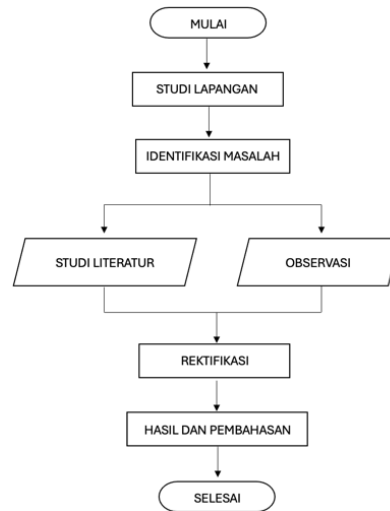 MULAI
STUDI LAPANGAN
IDENTIFIKASI MASALAH
STUDI LITERATUR
OBSERVASI
REKTIFIKASI
HASIL DAN PEMBAHASAN
SELESAI